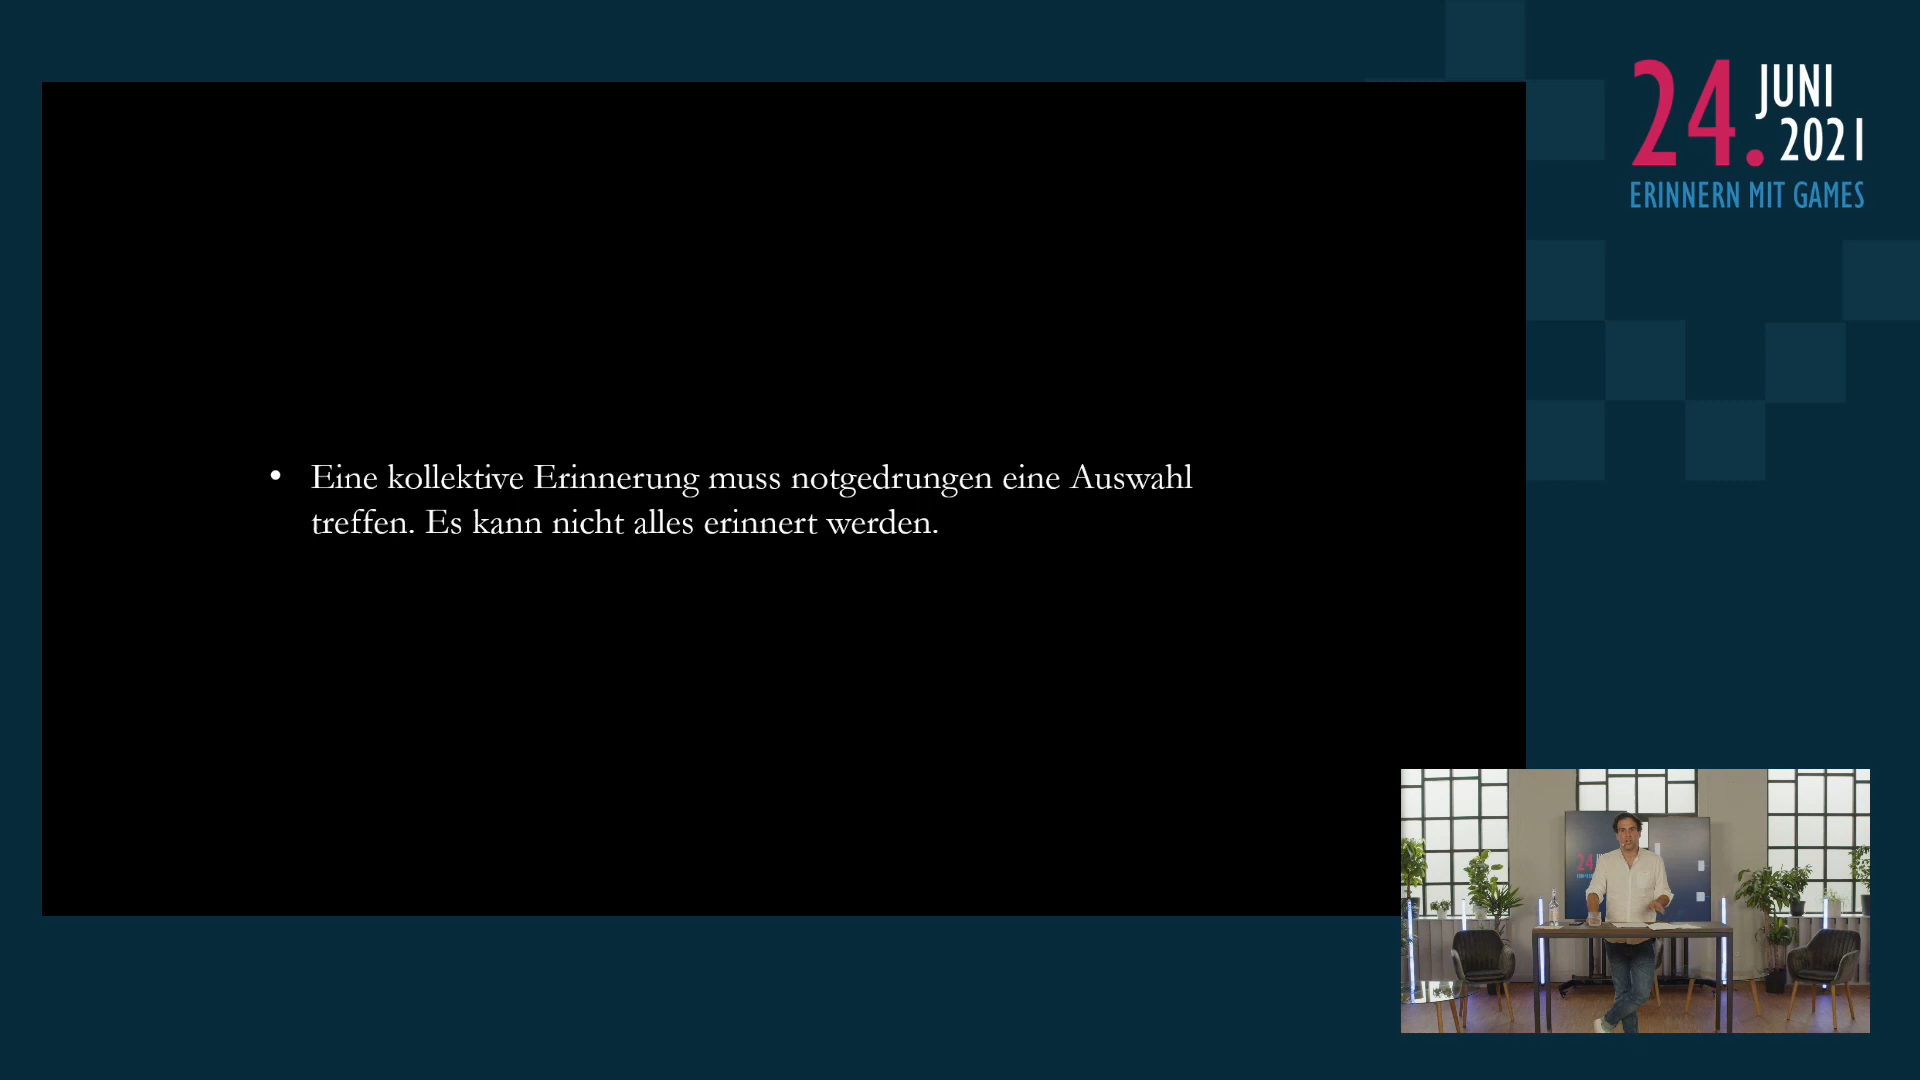 24. JUNI
2021
ERINNERN MIT GAMES
• Eine kollektive Erinnerung muss notgedrungen eine Auswahl
treffen. Es kann nicht alles erinnert werden.
24